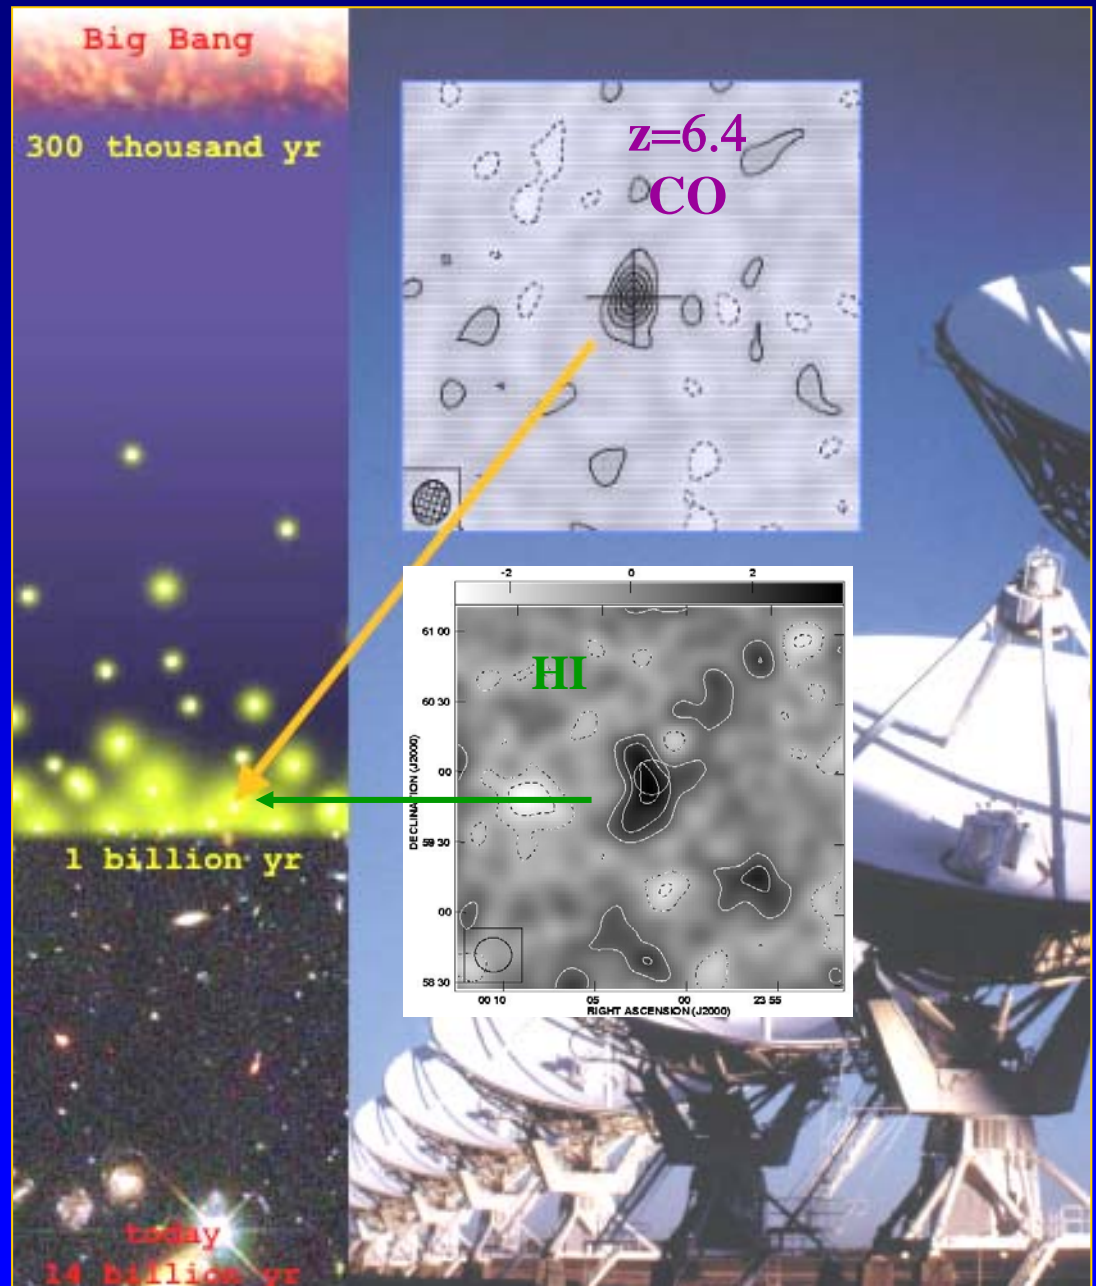 Big Bang
300 thousand yr
1 billion yr
today
14 billion yr
z=6.4
CO
-2 0 2
HI
DECLINATION (J2000)
61 00
60 30
00
59 30
00
58 30
00 10 05 00 23 55
RIGHT ASCENSION (J2000)